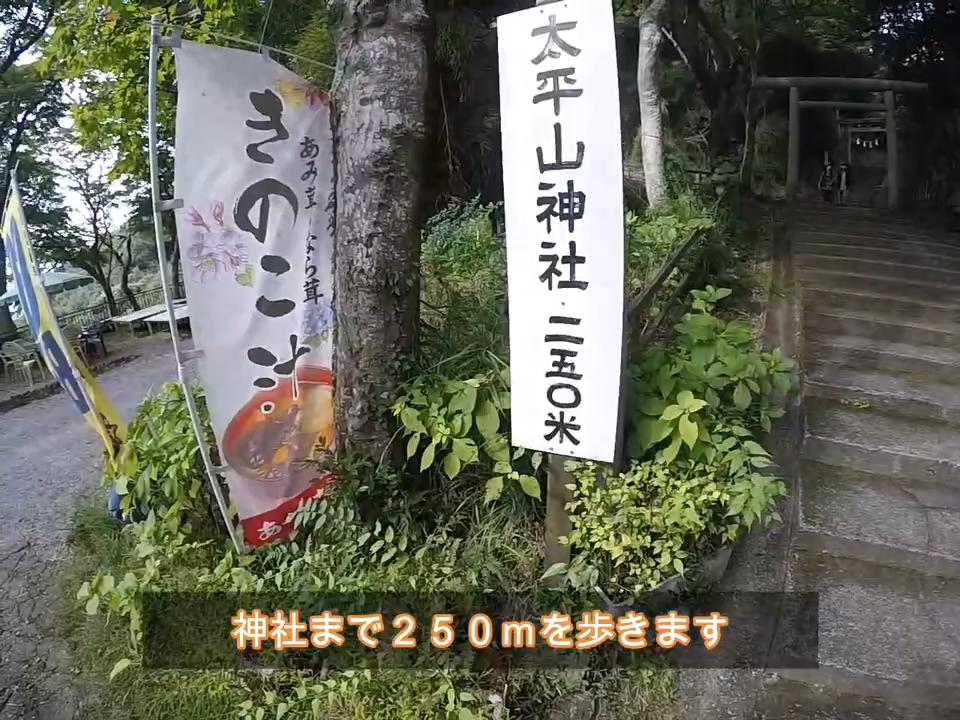 太平山神社 二五〇米
きのこ汁
あみ茸
なら茸
あ
神社まで２５０ｍを歩きます